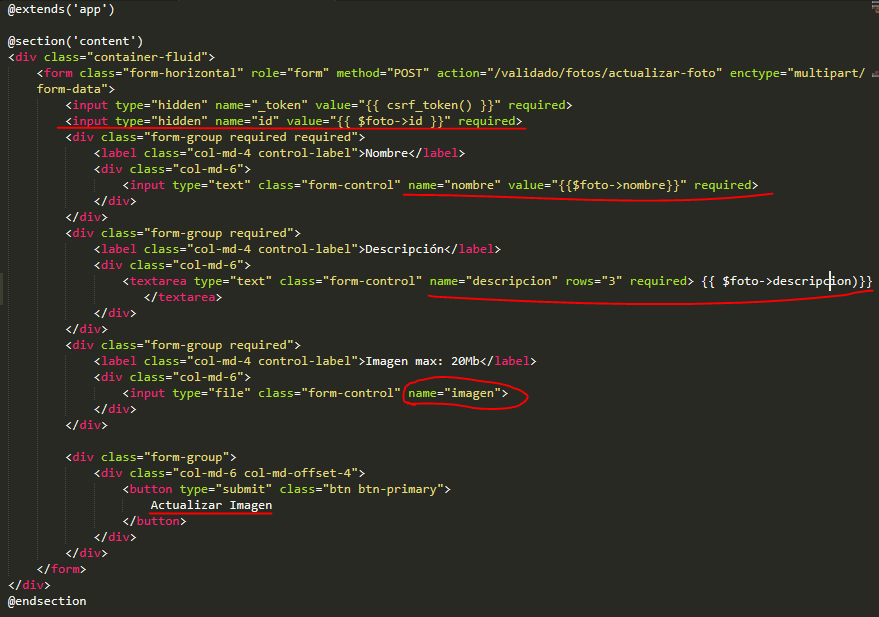 @extends('app')
@section('content')
<div class="container-fluid">
<form class="form-horizontal" role="form" method="POST" action="/validado/fotos/actualizar-foto" enctype="multipart/
form-data">
<input type="hidden" name="_token" value="{{ csrf_token() }}" required>
<input type="hidden" name="id" value="{{ $foto->id }}" required>
<div class="form-group required required">
<label class="col-md-4 control-label">Nombre</label>
<div class="col-md-6">
<input type="text" class="form-control" name="nombre" value="{{$foto->nombre}}" required>
</div>
</div>
<div class="form-group required">
<label class="col-md-4 control-label">Descripción</label>
<div class="col-md-6">
<textarea type="text" class="form-control" name="descripcion" rows="3" required> {{ $foto->descripcion)}}
</textarea>
</div>
</div>
<div class="form-group required">
<label class="col-md-4 control-label">Imagen max: 20Mb</label>
<div class="col-md-6">
<input type="file" class="form-control" name="imagen">
</div>
</div>
<div class="form-group">
<div class="col-md-6 col-md-offset-4">
<button type="submit" class="btn btn-primary">
Actualizar Imagen
</button>
</div>
</div>
</form>
</div>
@endsection